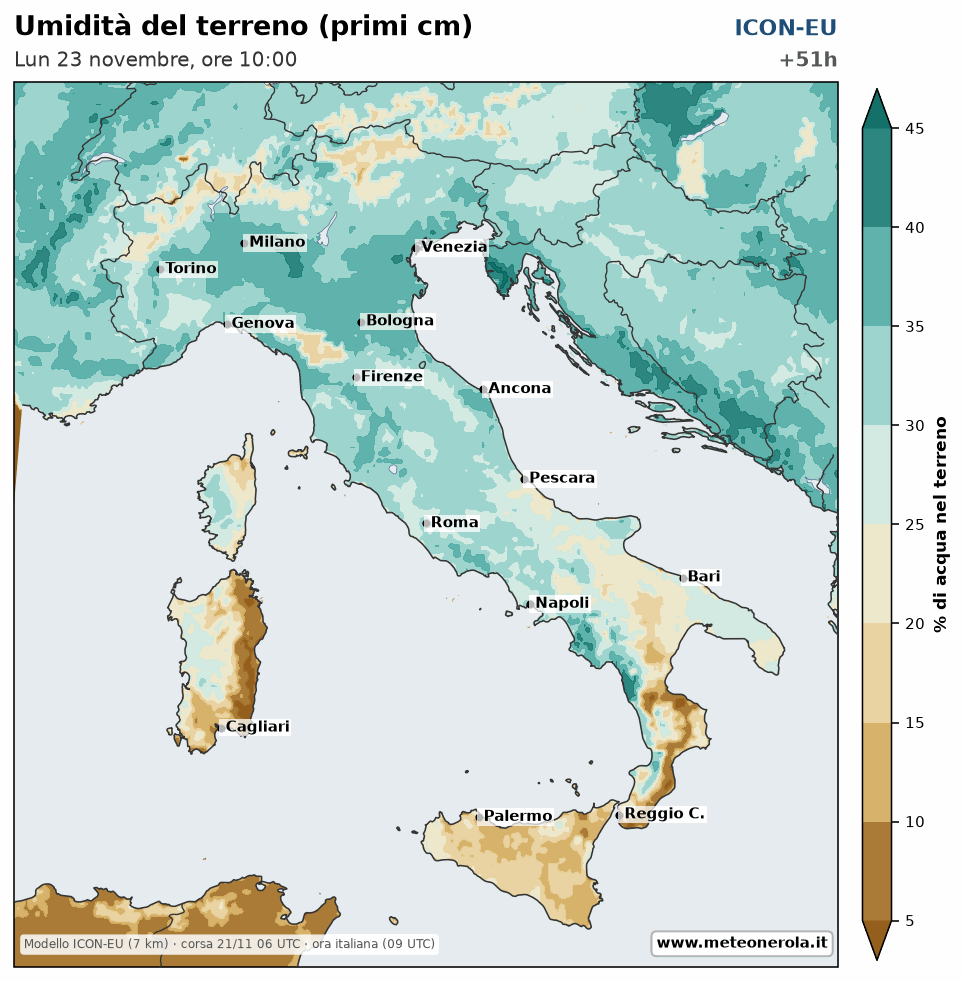 Umidità del terreno (primi cm)
ICON-EU
Lun 23 novembre, ore 10:00
+51h
Milano
Venezia
Torino
Genova
Bologna
Firenze
Ancona
Pescara
Roma
Bari
Napoli
Cagliari
Palermo
Reggio C.
45
40
35
30
25
20
15
10
5
% di acqua nel terreno
Modello ICON-EU (7 km) · corsa 21/11 06 UTC · ora italiana (09 UTC)
www.meteonerola.it